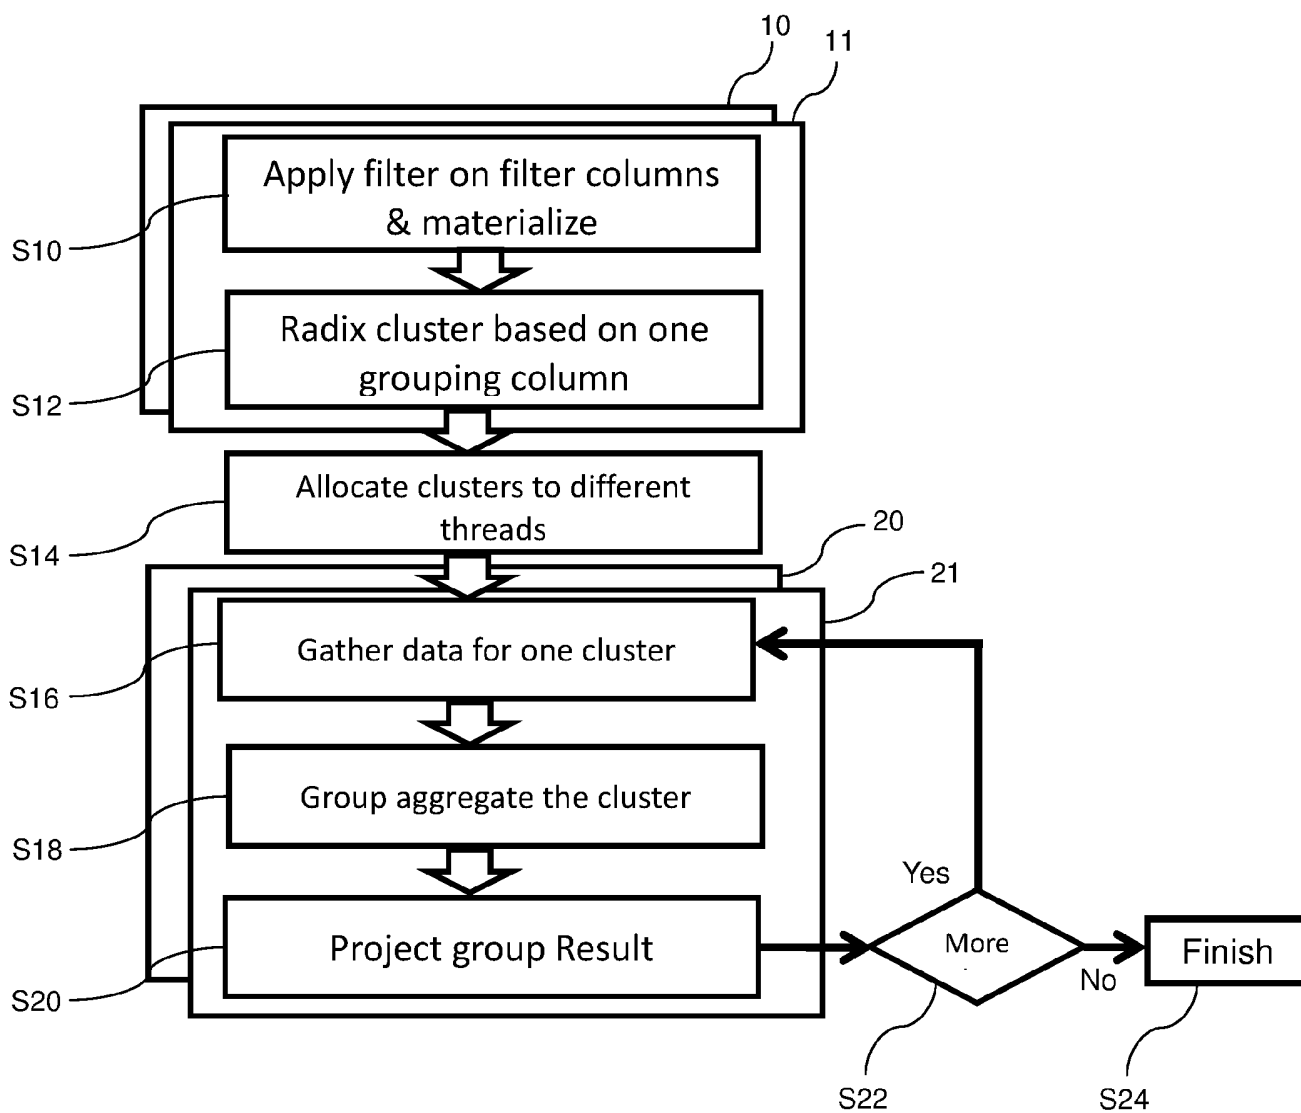 10
11
Apply filter on filter columns
& materialize
S10
Radix cluster based on one
grouping column
S12
Allocate clusters to different
threads
S14
20
21
Gather data for one cluster
S16
Group aggregate the cluster
S18
Yes
Project group Result
More
No
Finish
S20
S22
S24